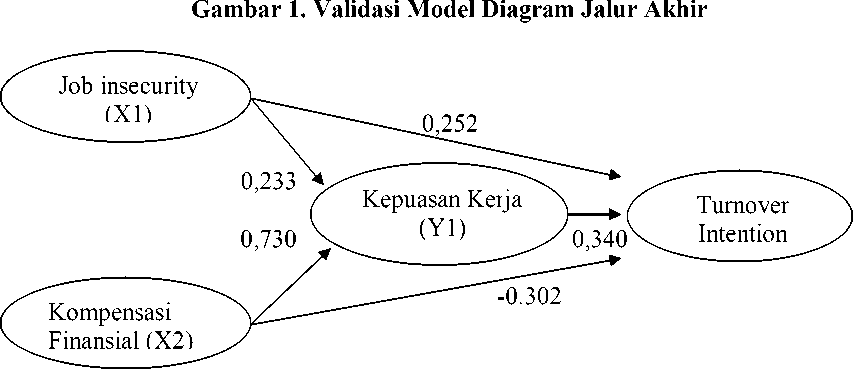 Gambar 1. Validasi Model Diagram Jalur Akhir
Job insecurity
(X1)
0,252
0,233
Kepuasan Kerja
(Y1)
Turnover
Intention
0,730
0,340
-0.302
Kompensasi
Finansial (X2)